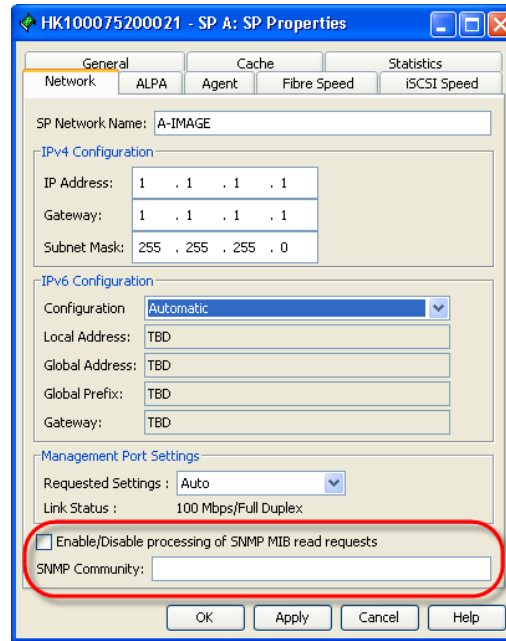 HK100075200021 - SP A: SP Properties
General Cache Statistics
Network ALPA Agent Fibre Speed iSCSI Speed
SP Network Name: A-IMAGE
IPv4 Configuration
IP Address: 1 . 1 . 1 . 1
Gateway: 1 . 1 . 1 . 1
Subnet Mask: 255 . 255 . 255 . 0
IPv6 Configuration
Configuration Automatic
Local Address: TBD
Global Address: TBD
Global Prefix: TBD
Gateway: TBD
Management Port Settings
Requested Settings : Auto
Link Status : 100 Mbps/Full Duplex
Enable/Disable processing of SNMP MIB read requests
SNMP Community:
OK Apply Cancel Help